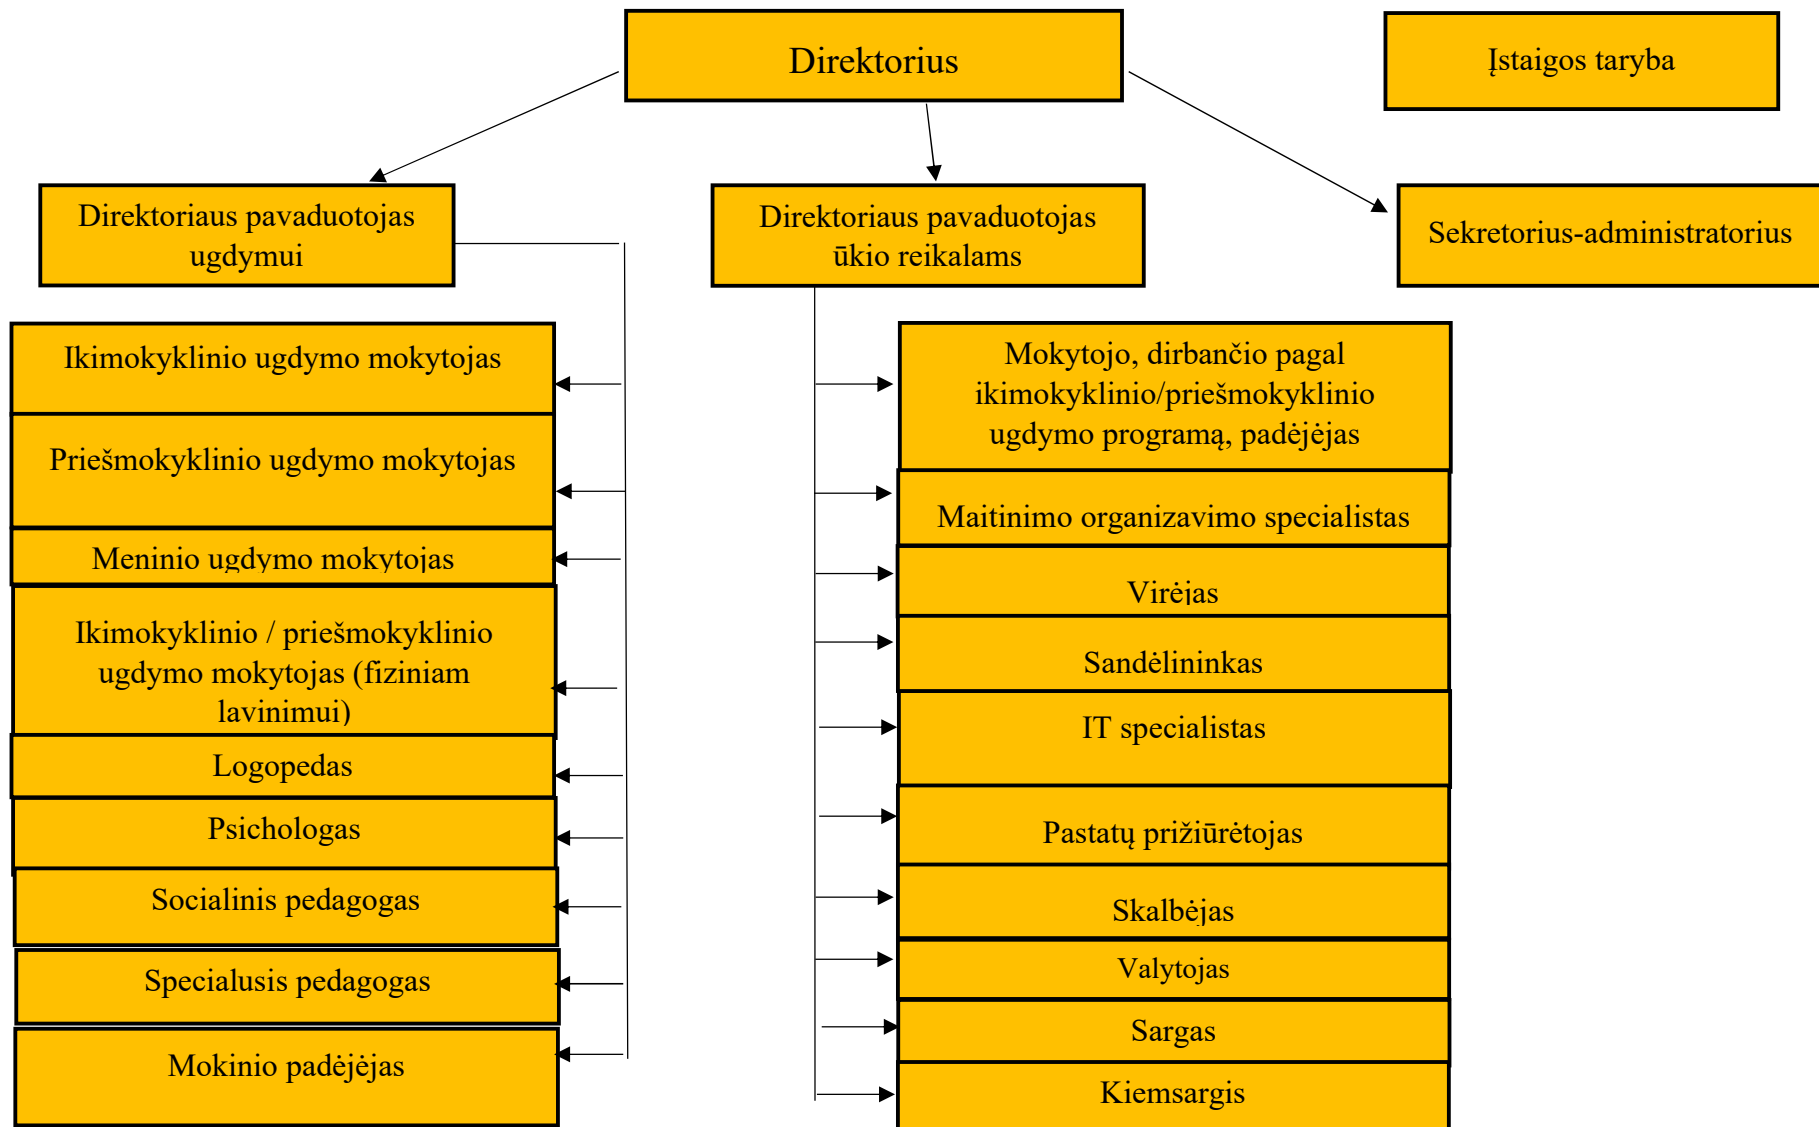 Direktorius
Įstaigos taryba
Direktoriaus pavaduotojas
ugdymui
Direktoriaus pavaduotojas
ūkio reikalams
Sekretorius-administratorius
Ikimokyklinio ugdymo mokytojas
Priešmokyklinio ugdymo mokytojas
Meninio ugdymo mokytojas
Ikimokyklinio / priešmokyklinio
ugdymo mokytojas (fiziniam
lavinimui)
Logopedas
Psichologas
Socialinis pedagogas
Specialusis pedagogas
Mokinio padėjėjas
Mokytojo, dirbančio pagal
ikimokyklinio/priešmokyklinio
ugdymo programą, padėjėjas
Maitinimo organizavimo specialistas
Virėjas
Sandėlininkas
IT specialistas
Pastatų prižiūrėtojas
Skalbėjas
Valytojas
Sargas
Kiemsargis